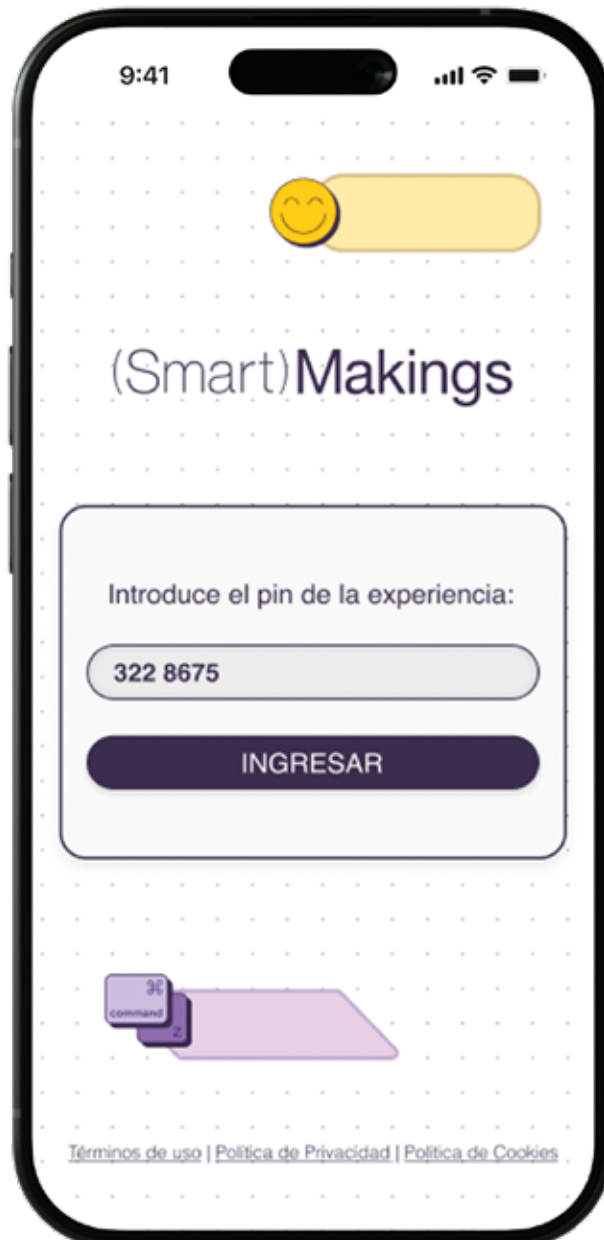 9:41
(Smart)Makings
Introduce el pin de la experiencia:
322 8675
INGRESAR
⌘
command
Z
Términos de uso | Política de Privacidad | Política de Cookies